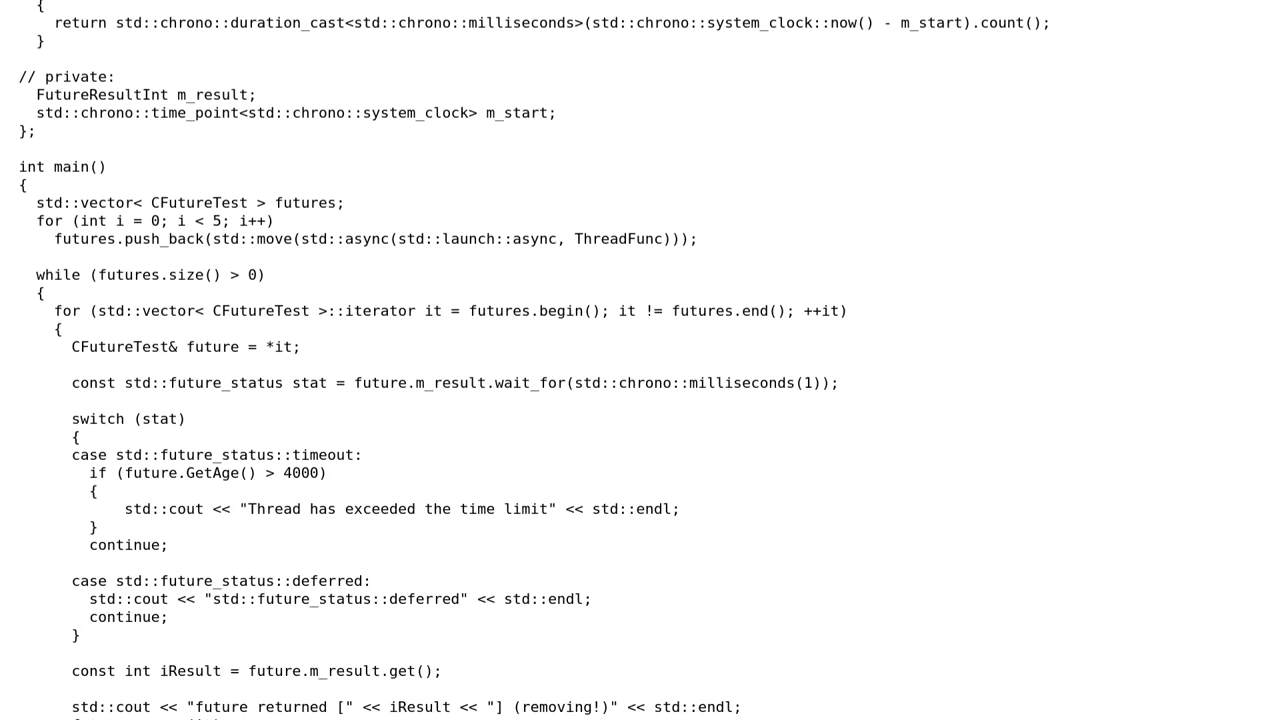 {
return std::chrono::duration_cast<std::chrono::milliseconds>(std::chrono::system_clock::now() - m_start).count();
}
// private:
FutureResultInt m_result;
std::chrono::time_point<std::chrono::system_clock> m_start;
};
int main()
{
std::vector< CFutureTest > futures;
for (int i = 0; i < 5; i++)
futures.push_back(std::move(std::async(std::launch::async, ThreadFunc)));
while (futures.size() > 0)
{
for (std::vector< CFutureTest >::iterator it = futures.begin(); it != futures.end(); ++it)
{
CFutureTest& future = *it;
const std::future_status stat = future.m_result.wait_for(std::chrono::milliseconds(1));
switch (stat)
{
case std::future_status::timeout:
if (future.GetAge() > 4000)
{
std::cout << "Thread has exceeded the time limit" << std::endl;
}
continue;
case std::future_status::deferred:
std::cout << "std::future_status::deferred" << std::endl;
continue;
}
const int iResult = future.m_result.get();
std::cout << "future returned [" << iResult << "] (removing!)" << std::endl;